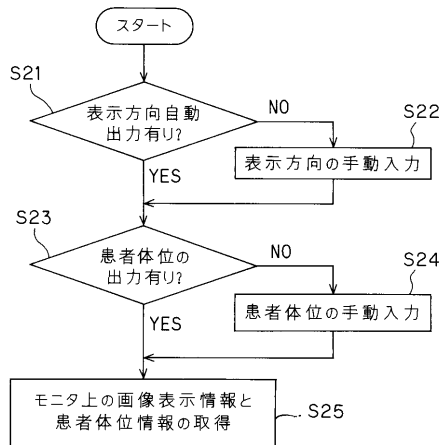 スタート
S21
表示方向自動
出力有り?
NO
S22
表示方向の手動入力
YES
S23
患者体位の
出力有り?
NO
S24
患者体位の手動入力
YES
モニタ上の画像表示情報と
患者体位情報の取得
S25